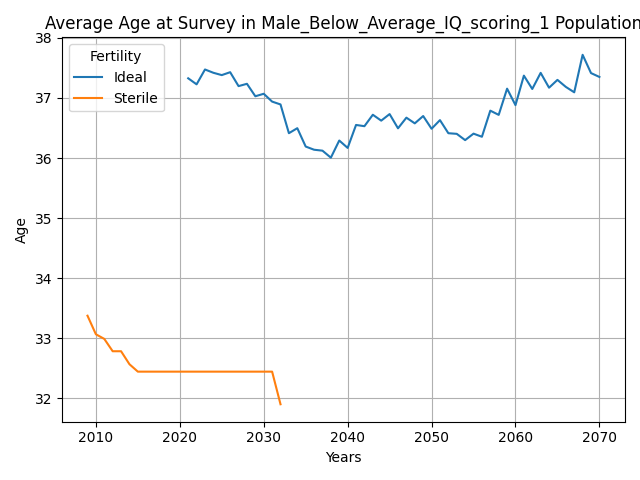 Average Age at Survey in Male_Below_Average_IQ_scoring_1 Population
Fertility
Ideal
Sterile
38
37
36
35
34
33
32
Age
2010 2020 2030 2040 2050 2060 2070
Years